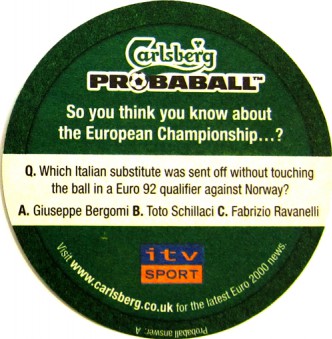 Carlsberg
PROBABALL™
So you think you know about
the European Championship...?
Q. Which Italian substitute was sent off without touching
the ball in a Euro 92 qualifier against Norway?
A. Giuseppe Bergomi B. Toto Schillaci C. Fabrizio Ravanelli
itv
SPORT
Visit www.carlsberg.co.uk for the latest Euro 2000 news.
Probaball answer: A